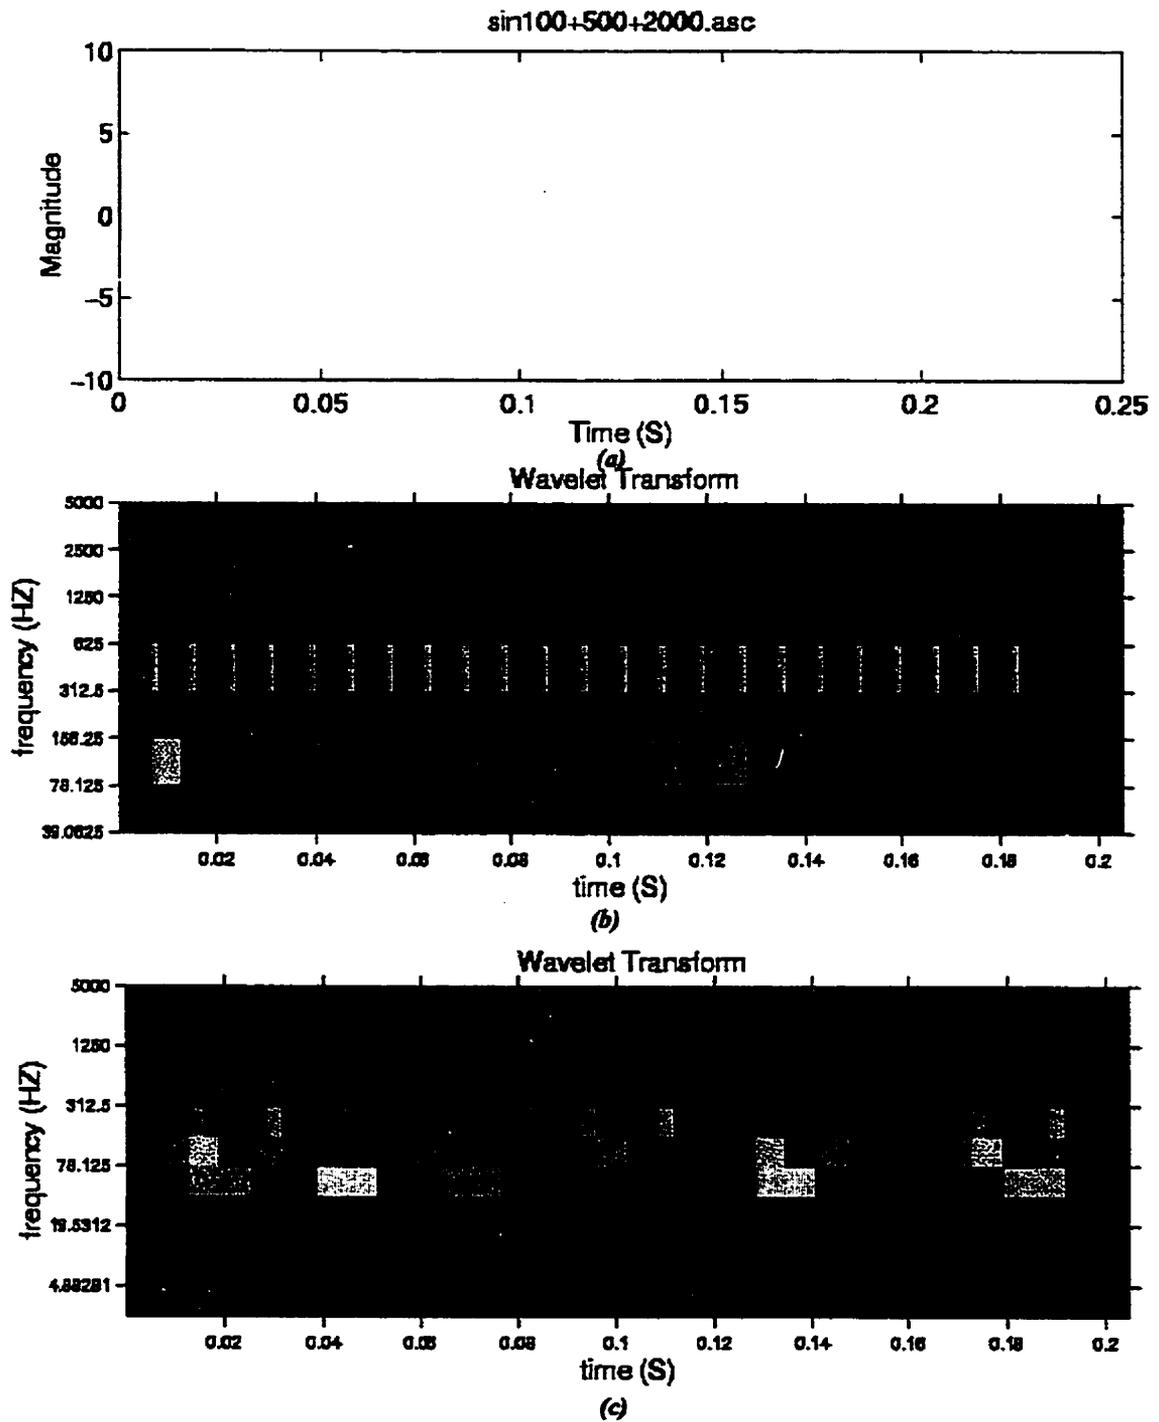 sin100+500+2000.asc
10
5
0
−5
−10
Magnitude
0 0.05 0.1 0.15 0.2 0.25
Time (S)
(a)
Wavelet Transform
5000
2500
1250
625
312.5
156.25
78.125
39.0625
frequency (HZ)
0.02 0.04 0.06 0.08 0.1 0.12 0.14 0.16 0.18 0.2
time (S)
(b)
Wavelet Transform
5000
1250
312.5
78.125
19.5312
4.88281
frequency (HZ)
0.02 0.04 0.06 0.08 0.1 0.12 0.14 0.16 0.18 0.2
time (S)
(c)